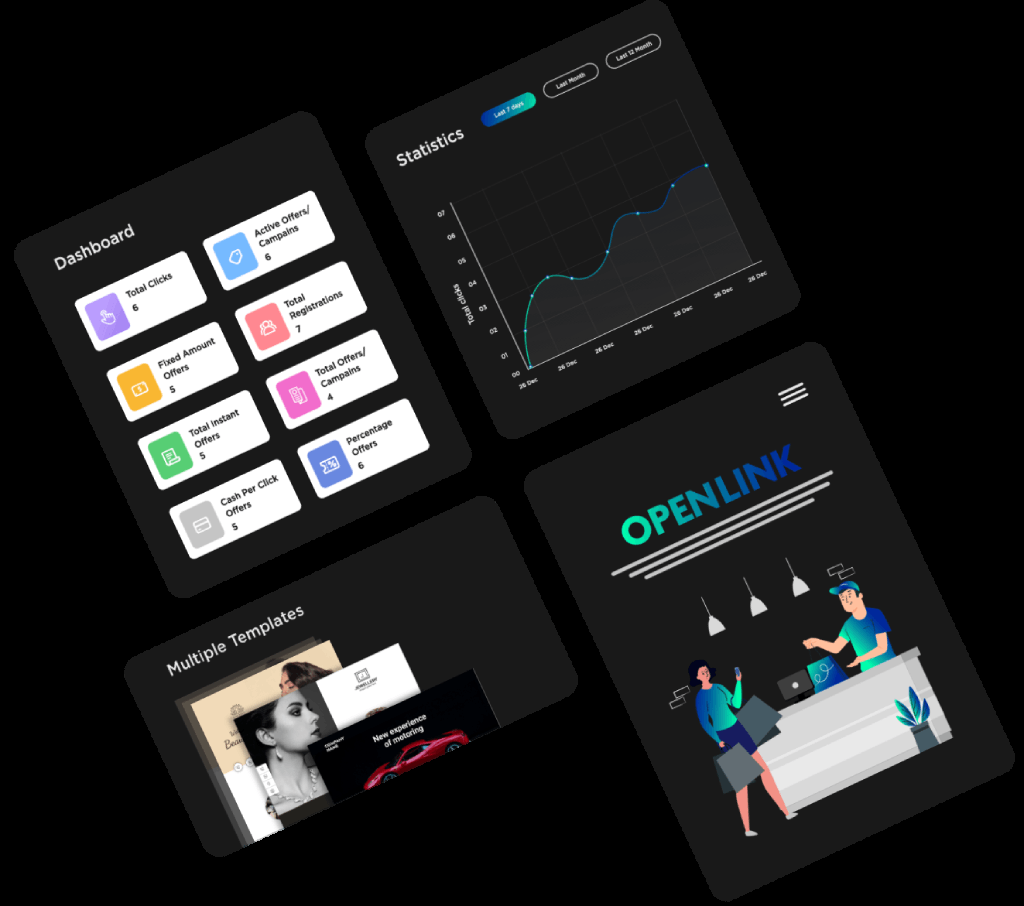 Dashboard
Total Clicks
6
Active Offers/
Campains
6
Fixed Amount
Offers
5
Total
Registrations
7
Total Instant
Offers
5
Total Offers/
Campains
4
Cash Per Click
Offers
5
Percentage
Offers
6
Statistics
Last 7 days
Last Month
Last 12 Month
Total clicks
07
06
05
04
03
02
01
00
26 Dec
26 Dec
26 Dec
26 Dec
26 Dec
26 Dec
26 Dec
Multiple Templates
JEWELLERY
New experience
of motoring
OPENLINK